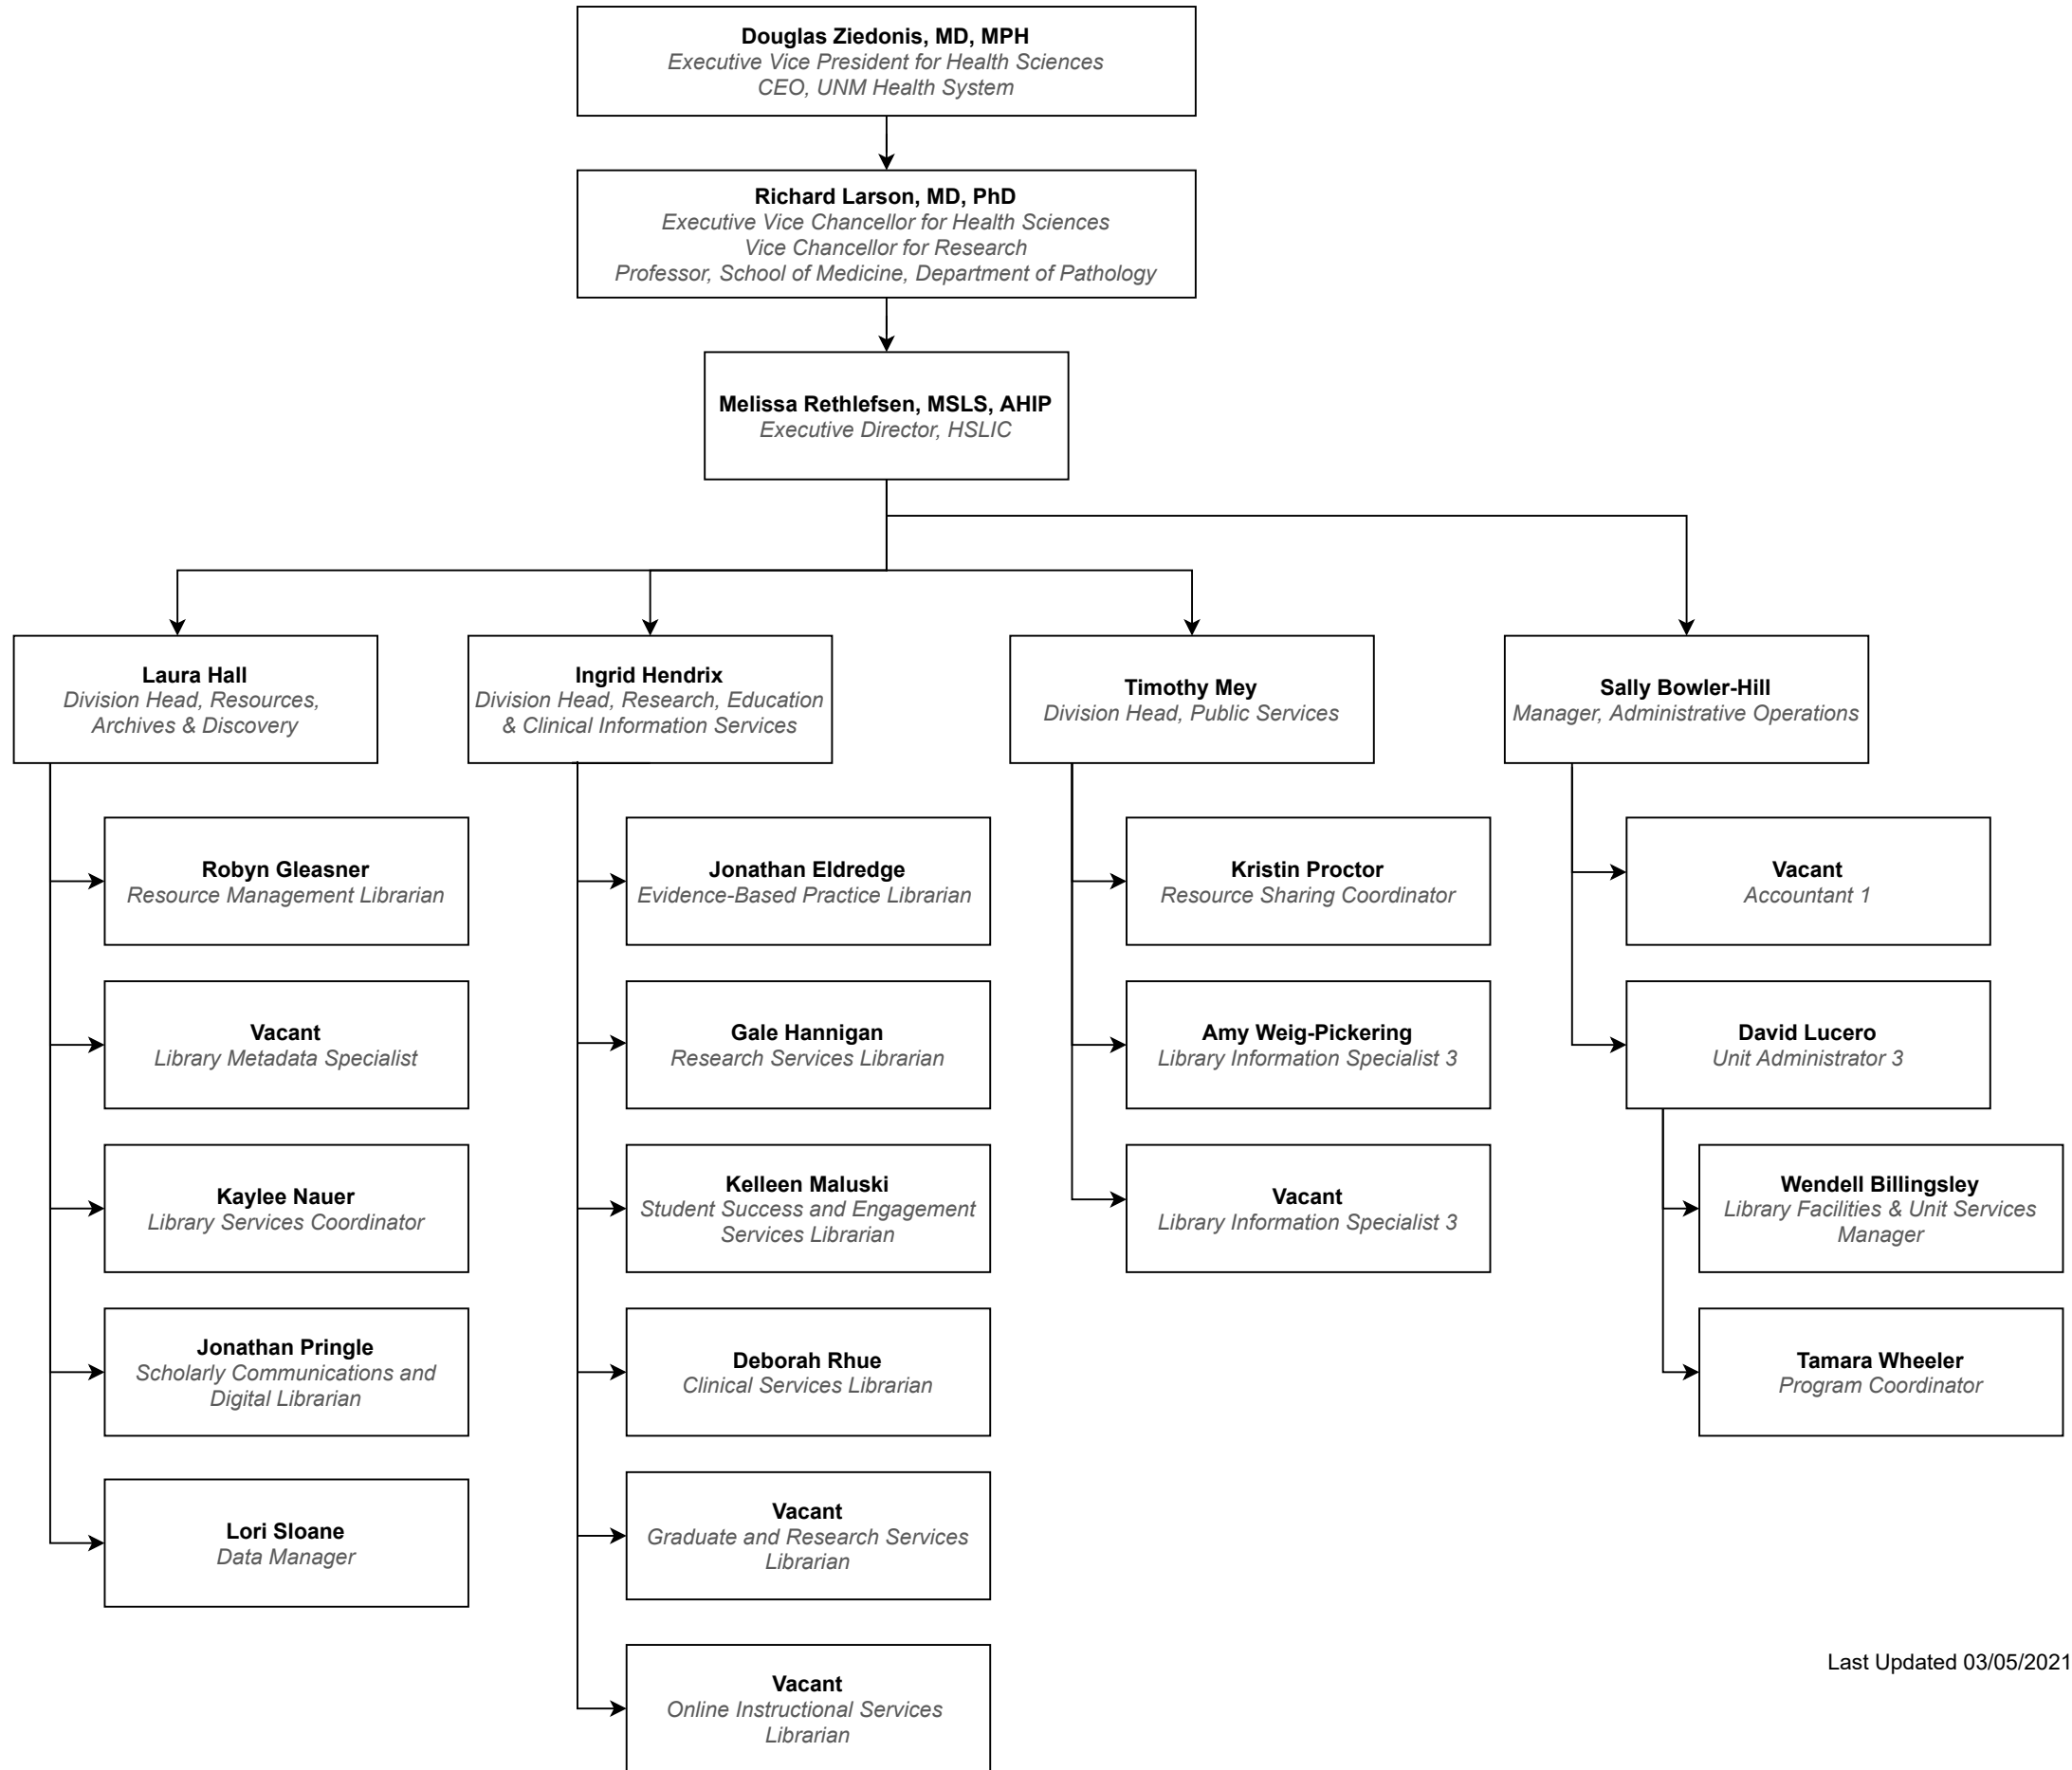 Douglas Ziedonis, MD, MPH
Executive Vice President for Health Sciences
CEO, UNM Health System
Richard Larson, MD, PhD
Executive Vice Chancellor for Health Sciences
Vice Chancellor for Research
Professor, School of Medicine, Department of Pathology
Melissa Rethlefsen, MSLS, AHIP
Executive Director, HSLIC
Laura Hall
Division Head, Resources,
Archives & Discovery
Robyn Gleasner
Resource Management Librarian
Vacant
Library Metadata Specialist
Kaylee Nauer
Library Services Coordinator
Jonathan Pringle
Scholarly Communications and
Digital Librarian
Lori Sloane
Data Manager
Ingrid Hendrix
Division Head, Research, Education
& Clinical Information Services
Jonathan Eldredge
Evidence-Based Practice Librarian
Gale Hannigan
Research Services Librarian
Kelleen Maluski
Student Success and Engagement
Services Librarian
Deborah Rhue
Clinical Services Librarian
Vacant
Graduate and Research Services
Librarian
Vacant
Online Instructional Services
Librarian
Timothy Mey
Division Head, Public Services
Kristin Proctor
Resource Sharing Coordinator
Amy Weig-Pickering
Library Information Specialist 3
Vacant
Library Information Specialist 3
Sally Bowler-Hill
Manager, Administrative Operations
Vacant
Accountant 1
David Lucero
Unit Administrator 3
Wendell Billingsley
Library Facilities & Unit Services
Manager
Tamara Wheeler
Program Coordinator
Last Updated 03/05/2021